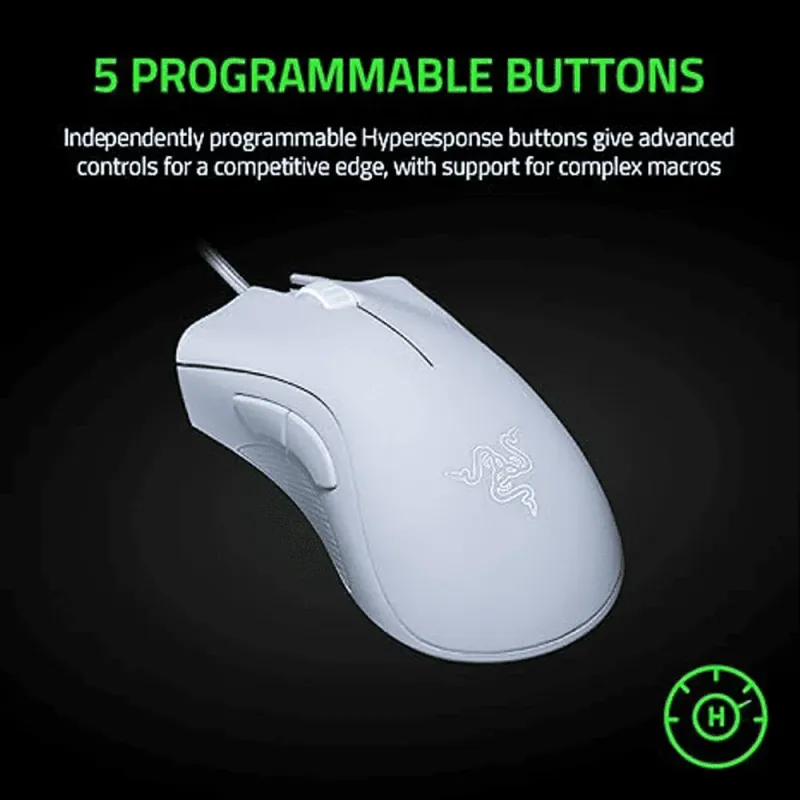 5 PROGRAMMABLE BUTTONS
Independently programmable Hyperesponse buttons give advanced
controls for a competitive edge, with support for complex macros
H